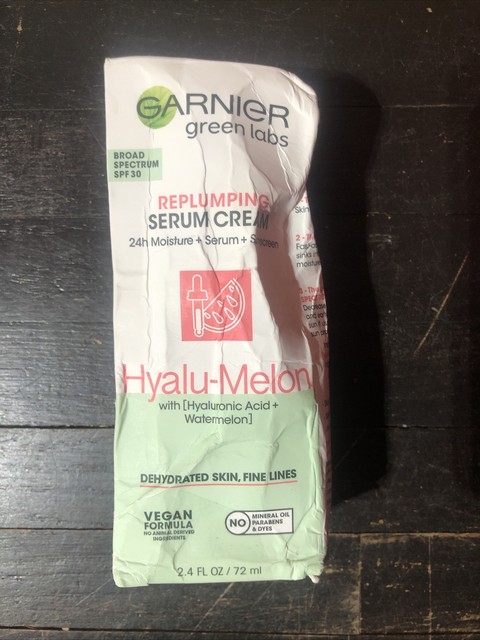 GARNIER
green labs
BROAD
SPECTRUM
SPF 30
REPLUMPING
SERUM CREAM
24h Moisture + Serum + Sunscreen
Hyalu-Melon
with [Hyaluronic Acid +
Watermelon]
DEHYDRATED SKIN, FINE LINES
VEGAN
FORMULA
NO ANIMAL DERIVED
INGREDIENTS
NO
MINERAL OIL
PARABENS
& DYES
2.4 FL OZ / 72 ml